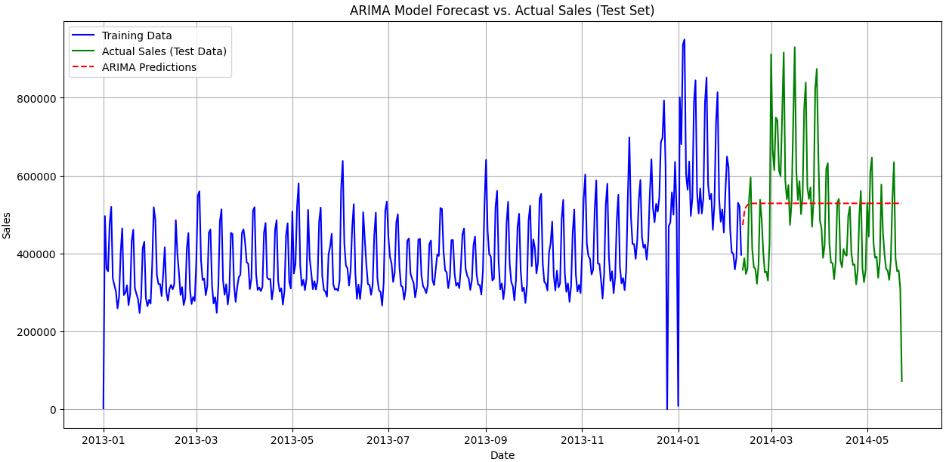 ARIMA Model Forecast vs. Actual Sales (Test Set)
Training Data
Actual Sales (Test Data)
ARIMA Predictions
800000
600000
400000
200000
0
Sales
2013-01 2013-03 2013-05 2013-07 2013-09 2013-11 2014-01 2014-03 2014-05
Date